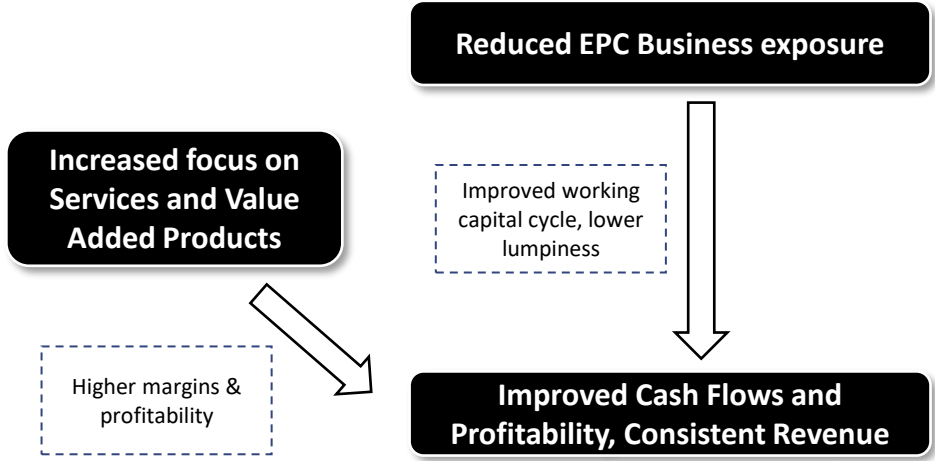 Reduced EPC Business exposure
Increased focus on
Services and Value
Added Products
Improved working
capital cycle, lower
lumpiness
Higher margins &
profitability
Improved Cash Flows and
Profitability, Consistent Revenue